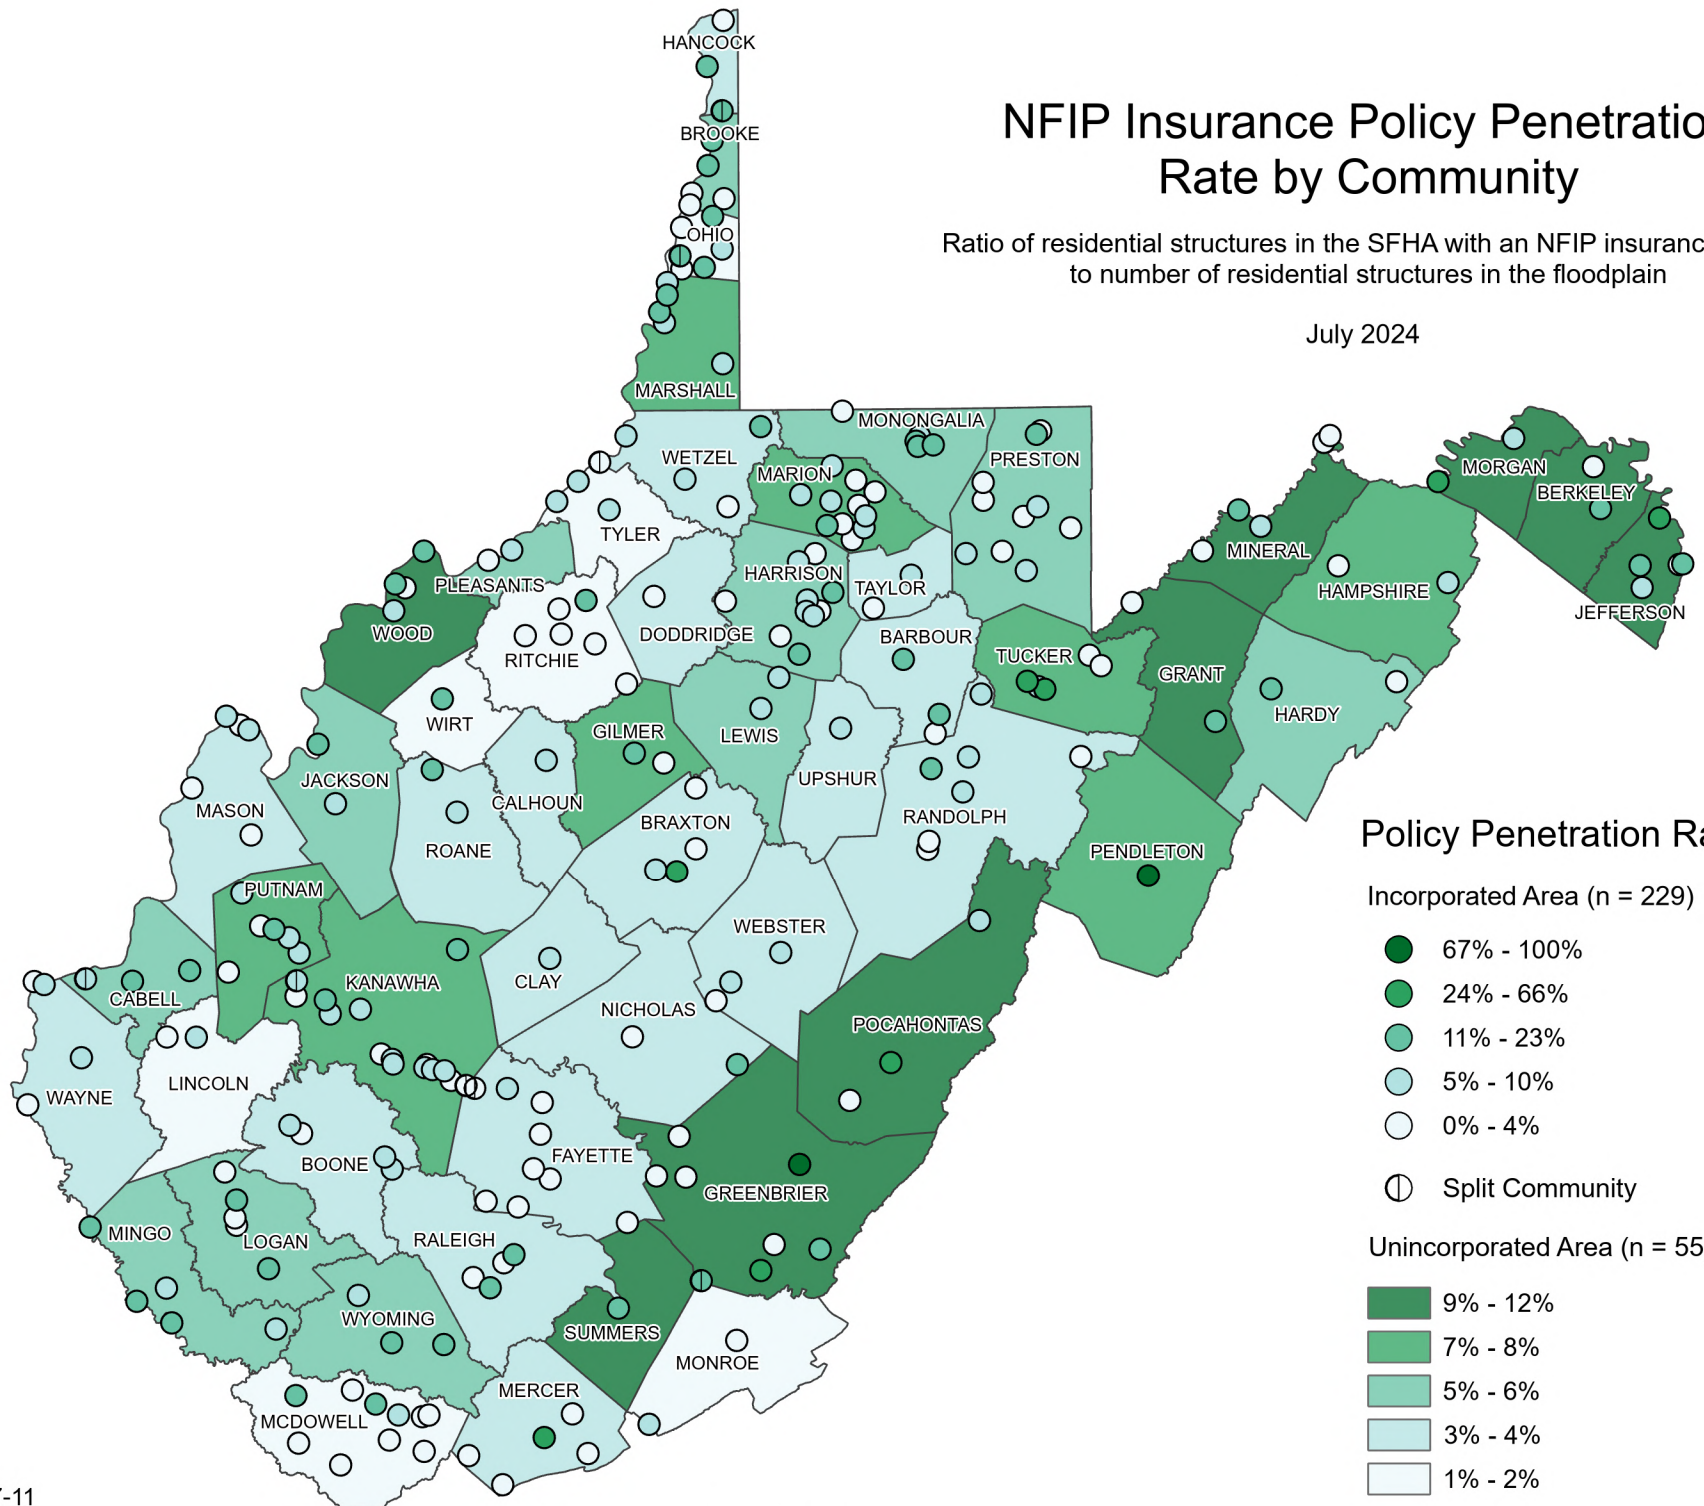 NFIP Insurance Policy Penetratio
Rate by Community
Ratio of residential structures in the SFHA with an NFIP insuranc
to number of residential structures in the floodplain
July 2024
HANCOCK
BROOKE
OHIO
MARSHALL
MONONGALIA
WETZEL
MARION
PRESTON
MORGAN
BERKELEY
TYLER
MINERAL
HARRISON
PLEASANTS
TAYLOR
HAMPSHIRE
JEFFERSON
WOOD
DODDRIDGE
BARBOUR
RITCHIE
TUCKER
GRANT
WIRT
GILMER
LEWIS
HARDY
JACKSON
UPSHUR
MASON
CALHOUN
BRAXTON
RANDOLPH
ROANE
PENDLETON
PUTNAM
WEBSTER
CLAY
KANAWHA
CABELL
NICHOLAS
POCAHONTAS
LINCOLN
WAYNE
FAYETTE
BOONE
GREENBRIER
MINGO
LOGAN
RALEIGH
WYOMING
SUMMERS
MONROE
MERCER
MCDOWELL
Policy Penetration Ra
Incorporated Area (n = 229)
67% - 100%
24% - 66%
11% - 23%
5% - 10%
0% - 4%
Split Community
Unincorporated Area (n = 55
9% - 12%
7% - 8%
5% - 6%
3% - 4%
1% - 2%
-11